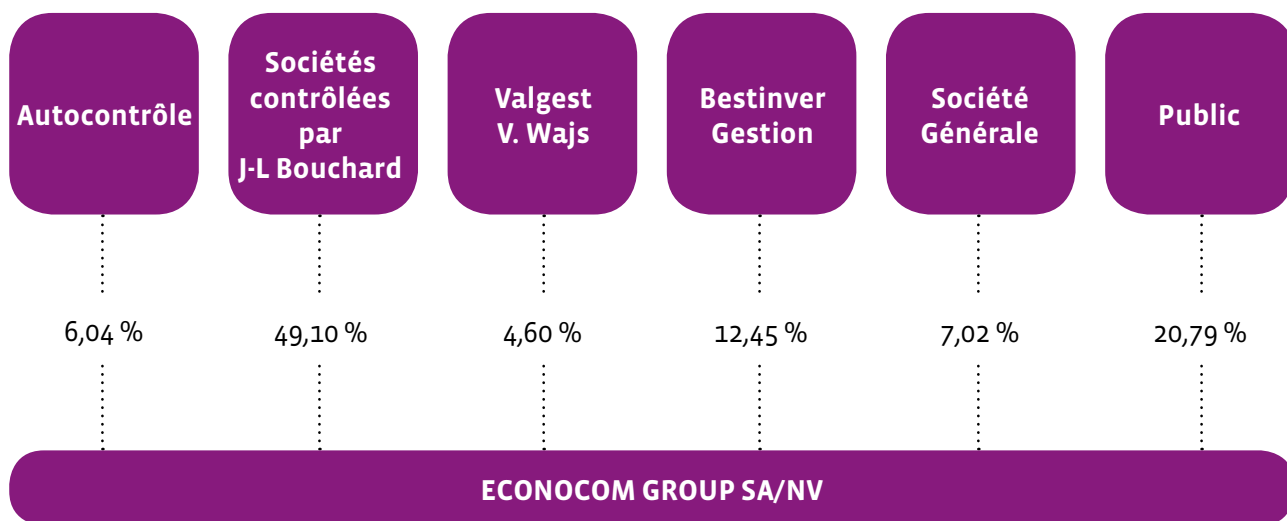 Autocontrôle
Sociétés
contrôlées
par
J-L Bouchard
Valgest
V. Wajs
Bestinver
Gestion
Société
Générale
Public
6,04 %
49,10 %
4,60 %
12,45 %
7,02 %
20,79 %
ECONOCOM GROUP SA/NV